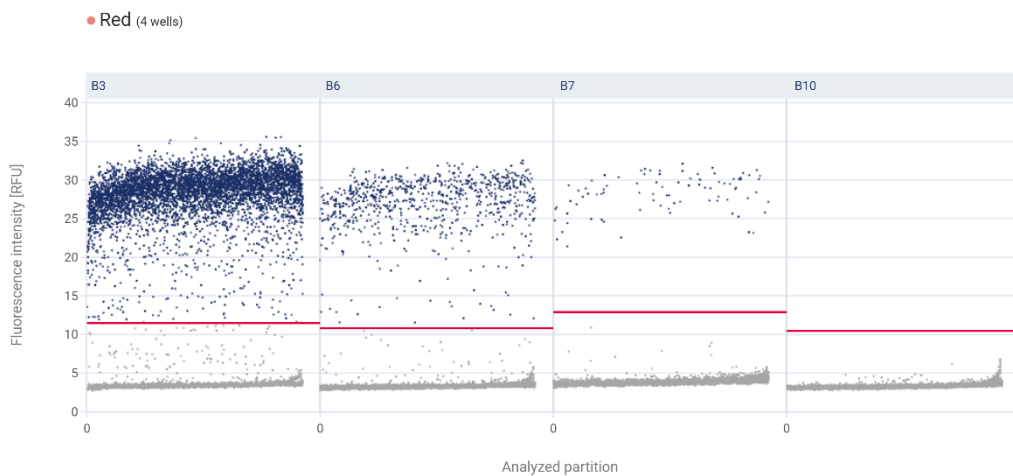 Red (4 wells)
B3 B6 B7 B10
Fluorescence intensity [RFU]
40
35
30
25
20
15
10
5
0
0 0 0 0
Analyzed partition